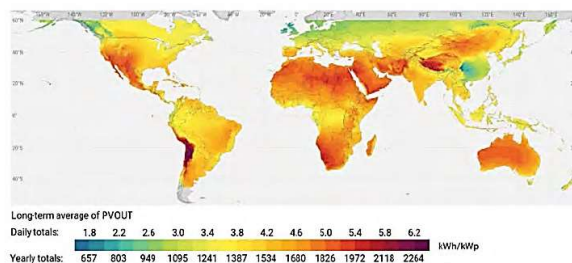 Long-term average of PVOUT
Daily totals: 1.8 2.2 2.6 3.0 3.4 3.8 4.2 4.6 5.0 5.4 5.8 6.2 kWh/kWp
Yearly totals: 657 803 949 1095 1241 1387 1534 1680 1826 1972 2118 2264